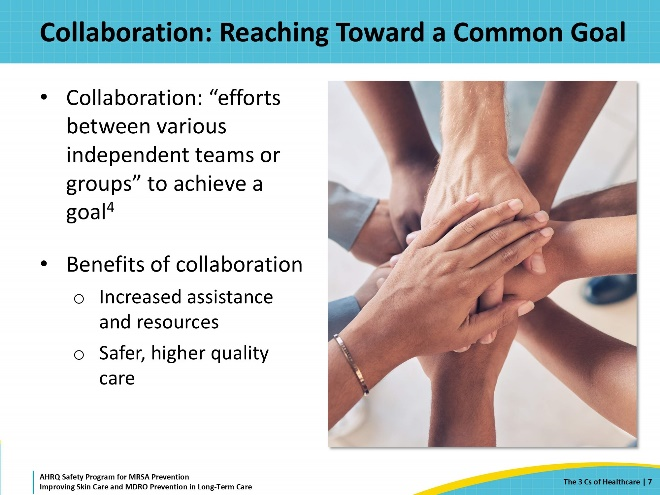 Collaboration: Reaching Toward a Common Goal
• Collaboration: “efforts
between various
independent teams or
groups” to achieve a
goal⁴
• Benefits of collaboration
o Increased assistance
and resources
o Safer, higher quality
care
AHRQ Safety Program for MRSA Prevention
Improving Skin Care and MDRO Prevention in Long-Term Care
The 3 Cs of Healthcare | 7